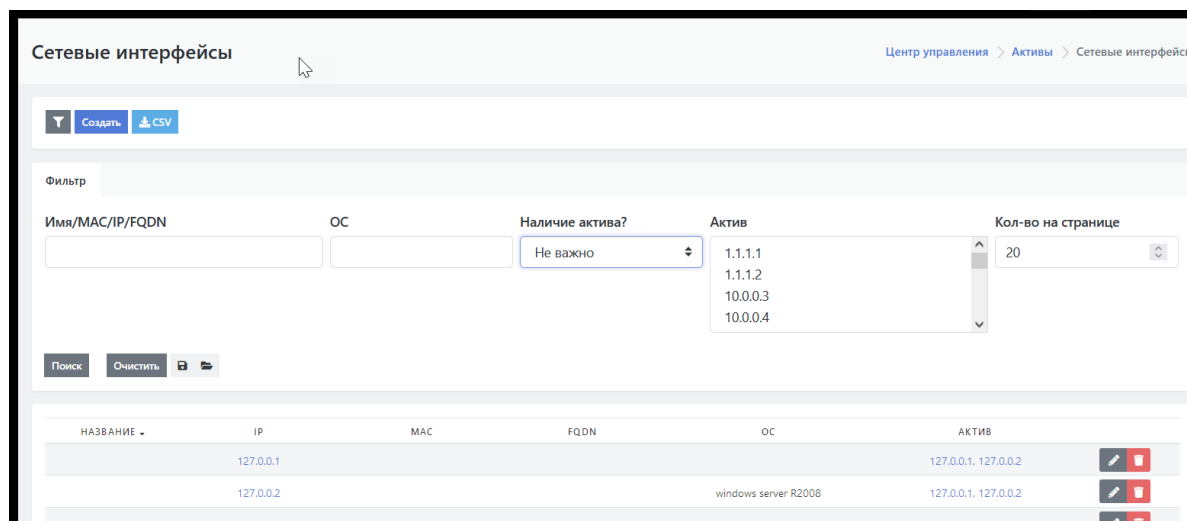 Сетевые интерфейсы
Центр управления > Активы > Сетевые интерфейс
Создать CSV
Фильтр
Имя/MAC/IP/FQDN ОС Наличие актива? Актив Кол-во на странице
Не важно 1.1.1.1 20
1.1.1.2
10.0.0.3
10.0.0.4
Поиск Очистить
НАЗВАНИЕ IP MAC FQDN ОС АКТИВ
127.0.0.1 127.0.0.1, 127.0.0.2
127.0.0.2 windows server R2008 127.0.0.1, 127.0.0.2